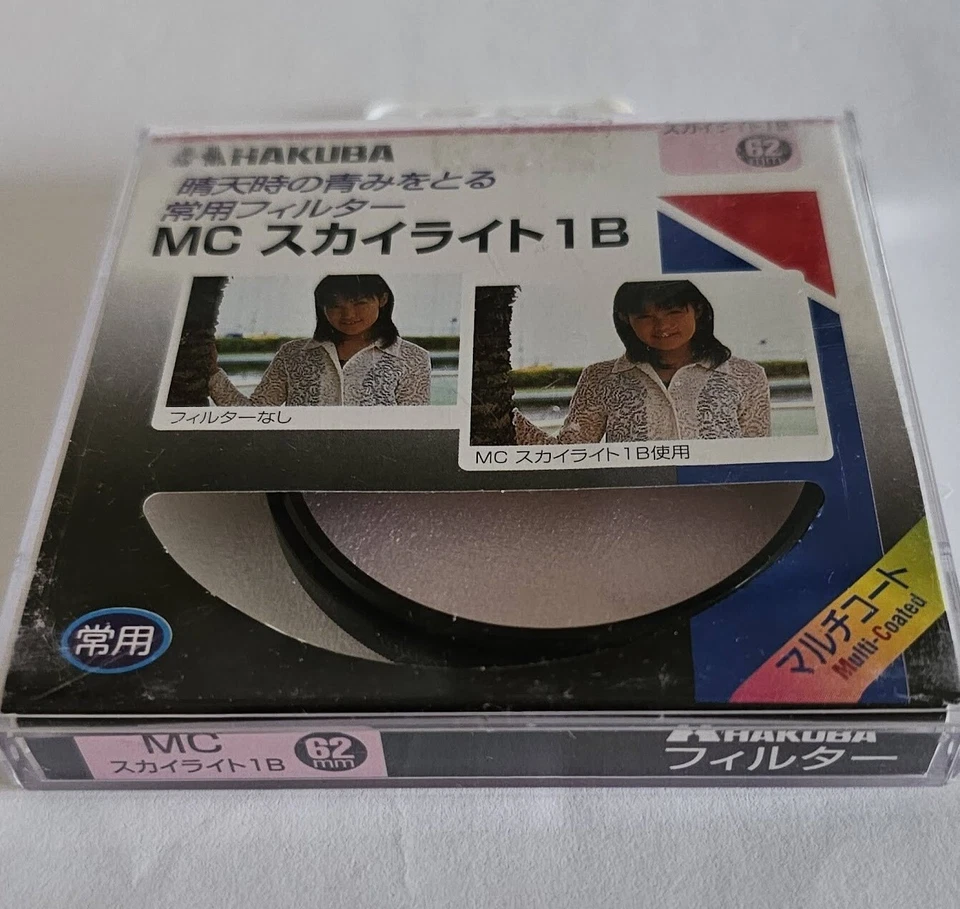 HAKUBA
スカイライト1B
62
mm
晴天時の青みをとる
常用フィルター
MC スカイライト1B
フィルターなし
MC スカイライト1B使用
常用
マルチコート
Multi-Coated
MC
スカイライト1B
62
mm
HAKUBA
フィルター